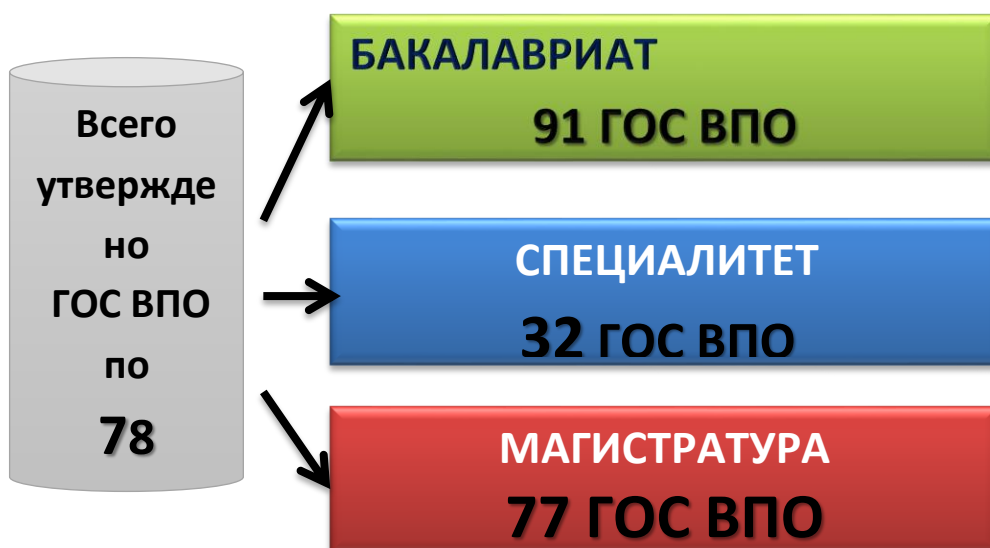 Всего
утвержде
но
ГОС ВПО
по
78
БАКАЛАВРИАТ
91 ГОС ВПО
СПЕЦИАЛИТЕТ
32 ГОС ВПО
МАГИСТРАТУРА
77 ГОС ВПО